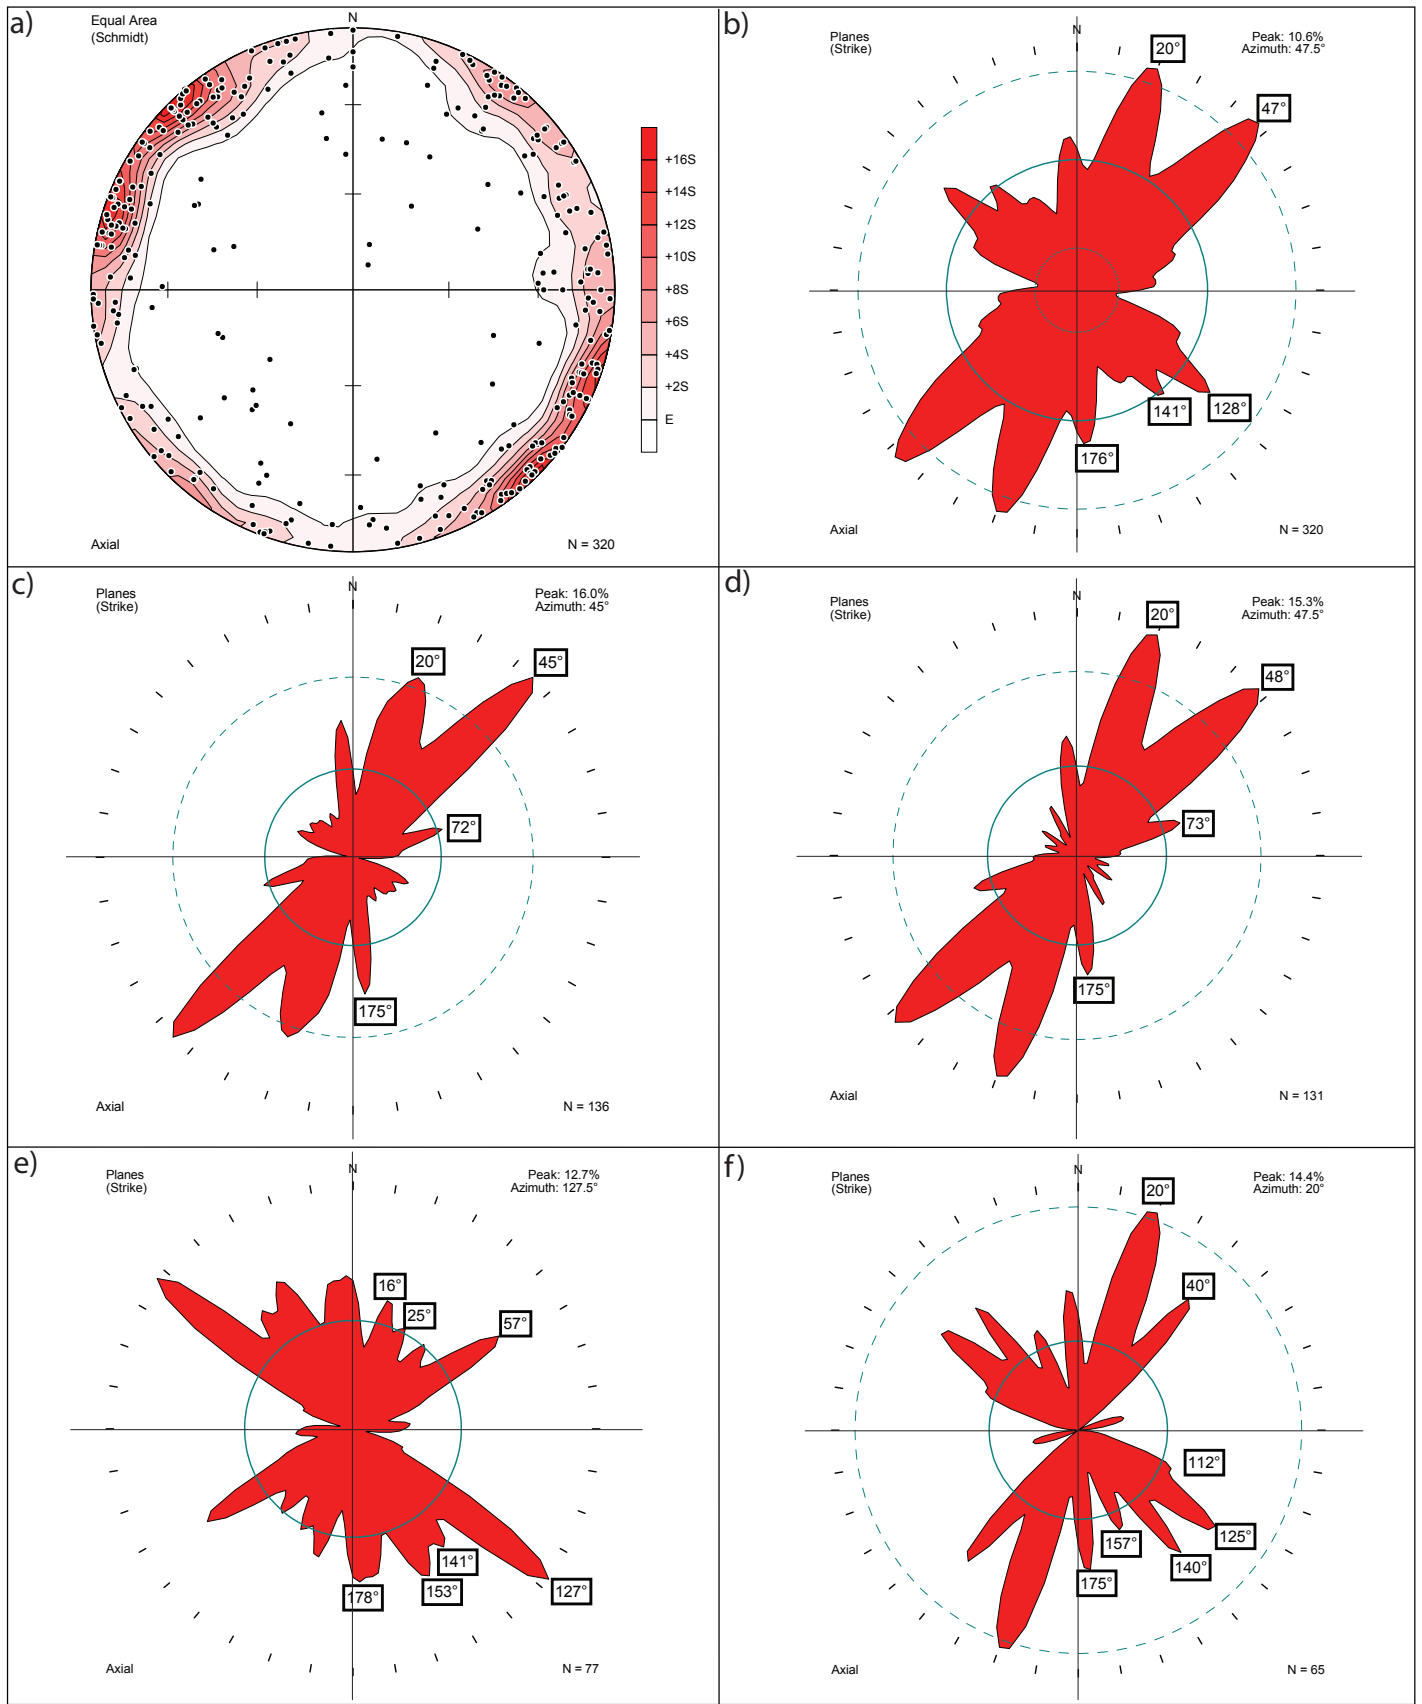 a)
Equal Area
(Schmidt)
N
+16S
+14S
+12S
+10S
+8S
+6S
+4S
+2S
E
Axial
N = 320
b)
Planes
(Strike)
N
Peak: 10.6%
Azimuth: 47.5°
20°
47°
141°
128°
176°
Axial
N = 320
c)
Planes
(Strike)
N
Peak: 16.0%
Azimuth: 45°
20°
45°
72°
175°
Axial
N = 136
d)
Planes
(Strike)
N
Peak: 15.3%
Azimuth: 47.5°
20°
48°
73°
175°
Axial
N = 131
e)
Planes
(Strike)
N
Peak: 12.7%
Azimuth: 127.5°
16°
25°
57°
141°
153°
127°
178°
Axial
N = 77
f)
Planes
(Strike)
N
Peak: 14.4%
Azimuth: 20°
20°
40°
112°
125°
157°
140°
175°
Axial
N = 65